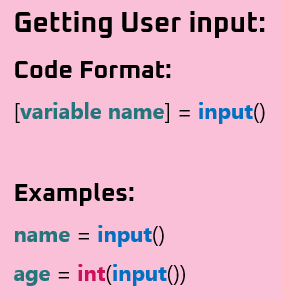 Getting User input:
Code Format:
[variable name] = input()
Examples:
name = input()
age = int(input())